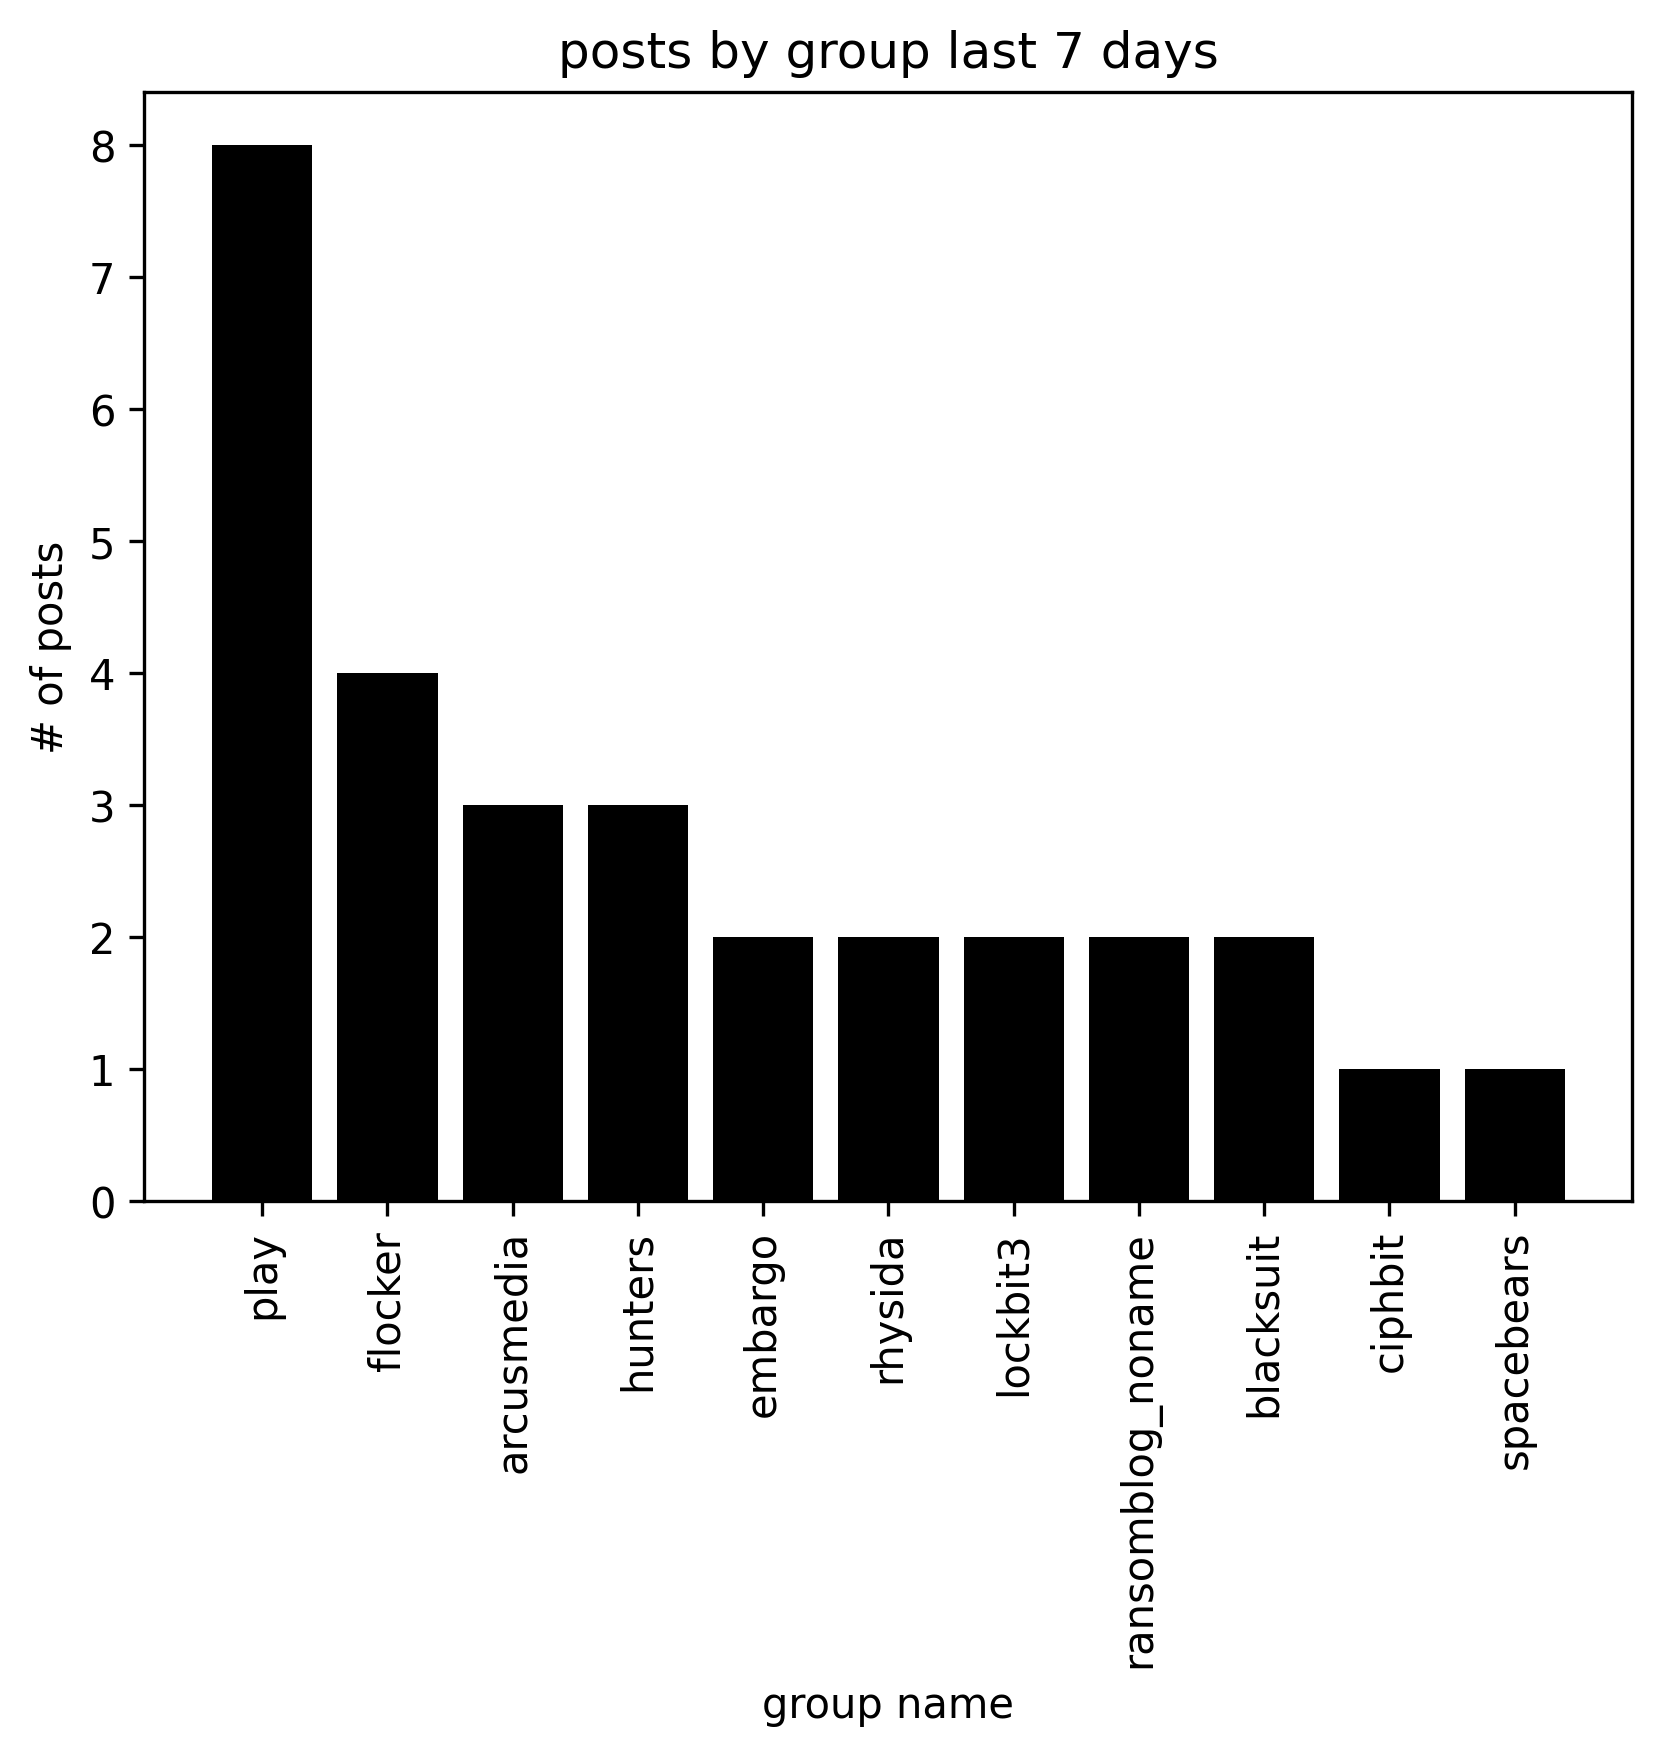 posts by group last 7 days
# of posts
8
7
6
5
4
3
2
1
0
play
flocker
arcusmedia
hunters
embargo
rhysida
lockbit3
ransomblog_noname
blacksuit
ciphbit
spacebears
group name